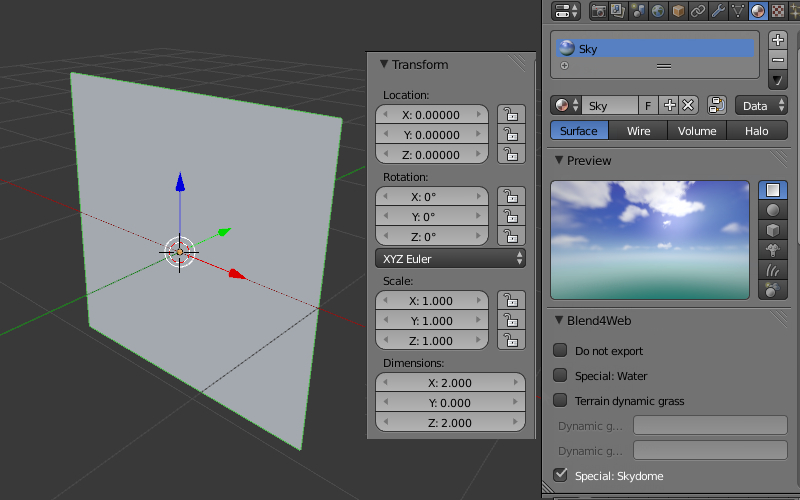 Transform
Location:
X: 0.00000
Y: 0.00000
Z: 0.00000
Rotation:
X: 0°
Y: 0°
Z: 0°
XYZ Euler
Scale:
X: 1.000
Y: 1.000
Z: 1.000
Dimensions:
X: 2.000
Y: 0.000
Z: 2.000
Sky
Sky F Data
Surface Wire Volume Halo
Preview
Blend4Web
Do not export
Special: Water
Terrain dynamic grass
Dynamic g...
Dynamic g...
Special: Skydome